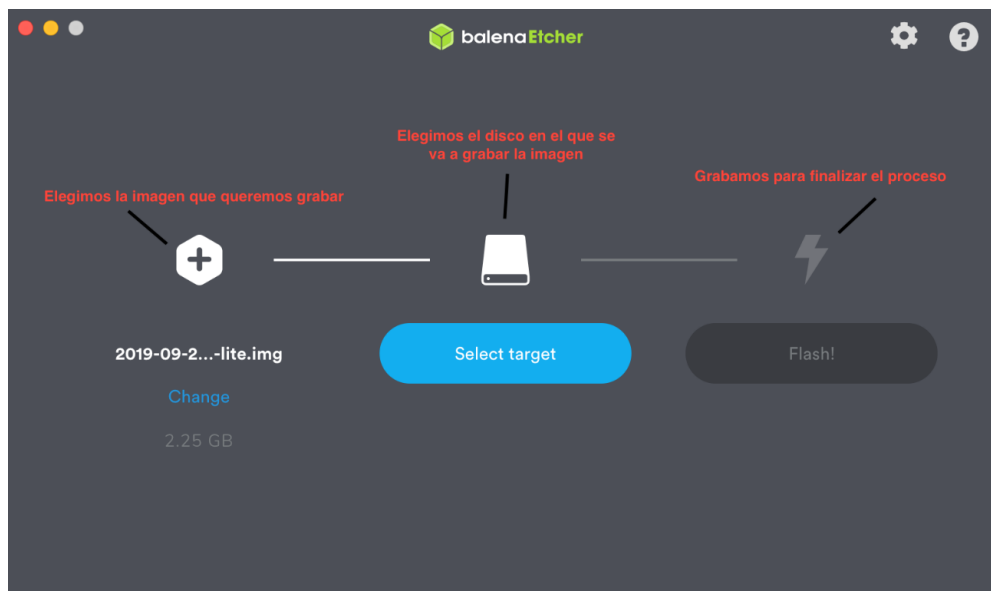 balenaEtcher
Elegimos el disco en el que se
va a grabar la imagen
Elegimos la imagen que queremos grabar
Grabamos para finalizar el proceso
2019-09-2...-lite.img
Select target
Flash!
Change
2.25 GB